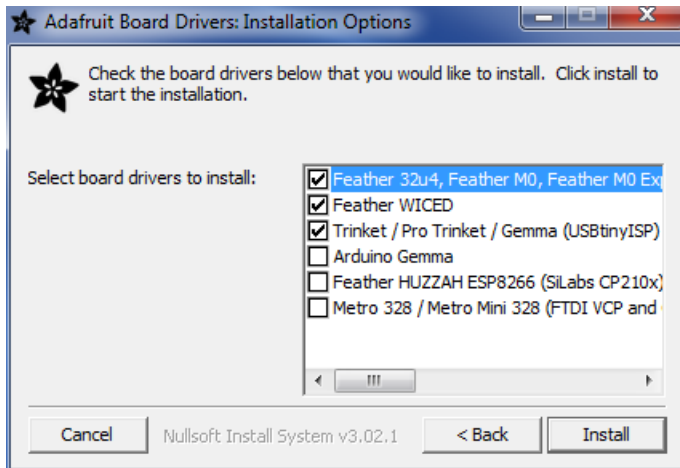 Adafruit Board Drivers: Installation Options
Check the board drivers below that you would like to install. Click install to
start the installation.
Select board drivers to install:
Feather 32u4, Feather M0, Feather M0
Feather WICED
Trinket / Pro Trinket / Gemma (USBtinyISP)
Arduino Gemma
Feather HUZZAH ESP8266 (SiLabs CP210x)
Metro 328 / Metro Mini 328 (FTDI VCP and
Cancel
Nullsoft Install System v3.02.1
< Back
Install